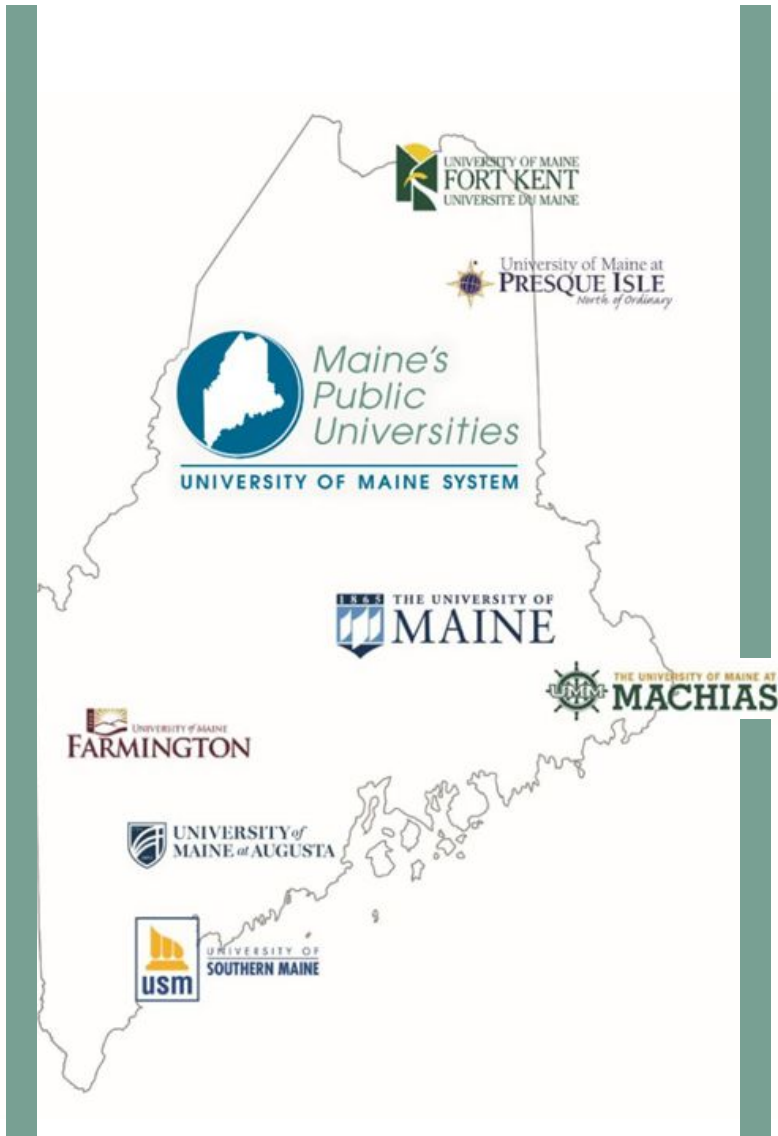 UNIVERSITY OF MAINE
FORT KENT
UNIVERSITE DU MAINE
University of Maine at
PRESQUE ISLE
North of Ordinary
Maine's
Public
Universities
UNIVERSITY OF MAINE SYSTEM
1865 THE UNIVERSITY OF
MAINE
THE UNIVERSITY OF MAINE AT
UMM MACHIAS
UNIVERSITY of MAINE
FARMINGTON
UNIVERSITY of
MAINE at AUGUSTA
UNIVERSITY OF
SOUTHERN MAINE
usm